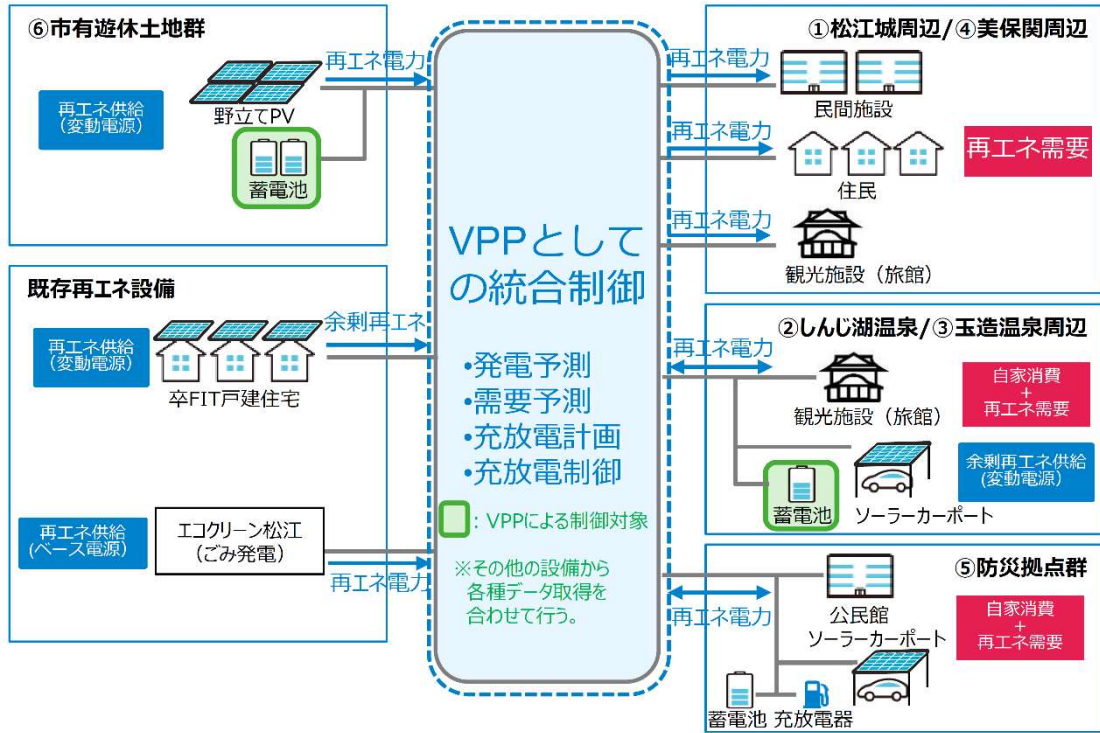 ⑥市有遊休土地群
再エネ電力
再エネ供給
（変動電源）
野立てPV
蓄電池
既存再エネ設備
余剰再エネ
再エネ供給
（変動電源）
卒FIT戸建住宅
再エネ供給
(ベース電源)
エコクリーン松江
（ごみ発電）
再エネ電力
VPPとして
の統合制御
•発電予測
•需要予測
•充放電計画
•充放電制御
：VPPによる制御対象
※その他の設備から
各種データ取得を
合わせて行う。
①松江城周辺/④美保関周辺
再エネ電力
民間施設
再エネ電力
再エネ需要
住民
再エネ電力
観光施設（旅館）
②しんじ湖温泉/③玉造温泉周辺
再エネ電力
観光施設（旅館）
自家消費
+
再エネ需要
余剰再エネ供給
(変動電源)
蓄電池
ソーラーカーポート
⑤防災拠点群
再エネ電力
公民館
自家消費
+
再エネ需要
ソーラーカーポート
蓄電池
充放電器